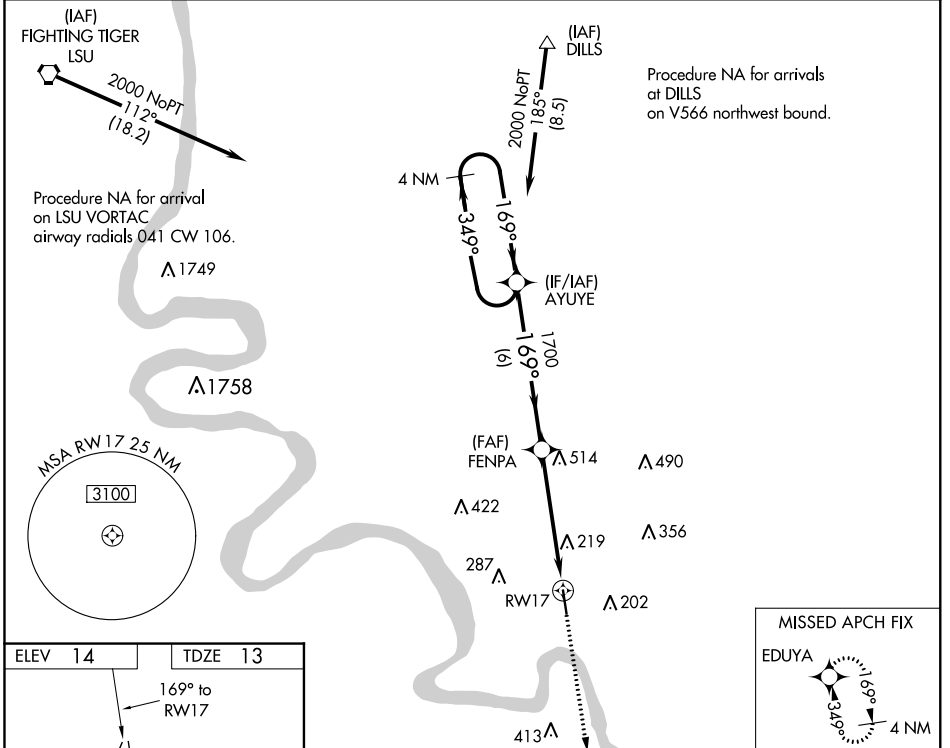 (IAF)
FIGHTING TIGER
LSU
2000 NoPT
112°
(18.2)
(IAF)
DILLS
2000 NoPT
185°
(8.5)
Procedure NA for arrivals
at DILLS
on V566 northwest bound.
4 NM
349°
169°
Procedure NA for arrival
on LSU VORTAC
airway radials 041 CW 106.
1749
(IF/IAF)
AYUYE
1700
169°
(6)
1758
MSA RW17 25 NM
3100
(FAF)
FENPA
514
490
422
219
356
287
RW17
202
ELEV 14
TDZE 13
169° to
RW17
413
MISSED APCH FIX
EDUYA
169°
349°
4 NM